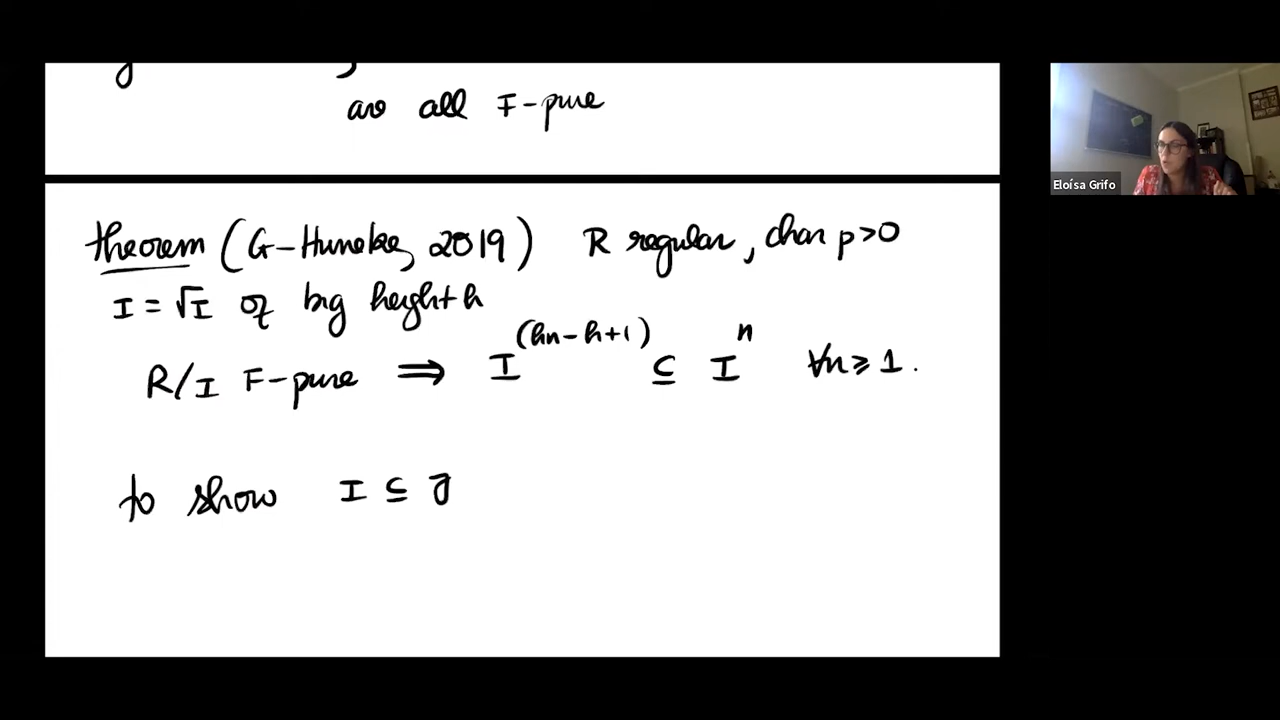 are all F-pure
Theorem (G-Huneke, 2019) R regular, char p>0
I = √I of big height h
R/I F-pure ⟹ I^(hn-h+1) ⊆ I^n ∀n ≥ 1.
to show I ⊆ J
Eloísa Grifo